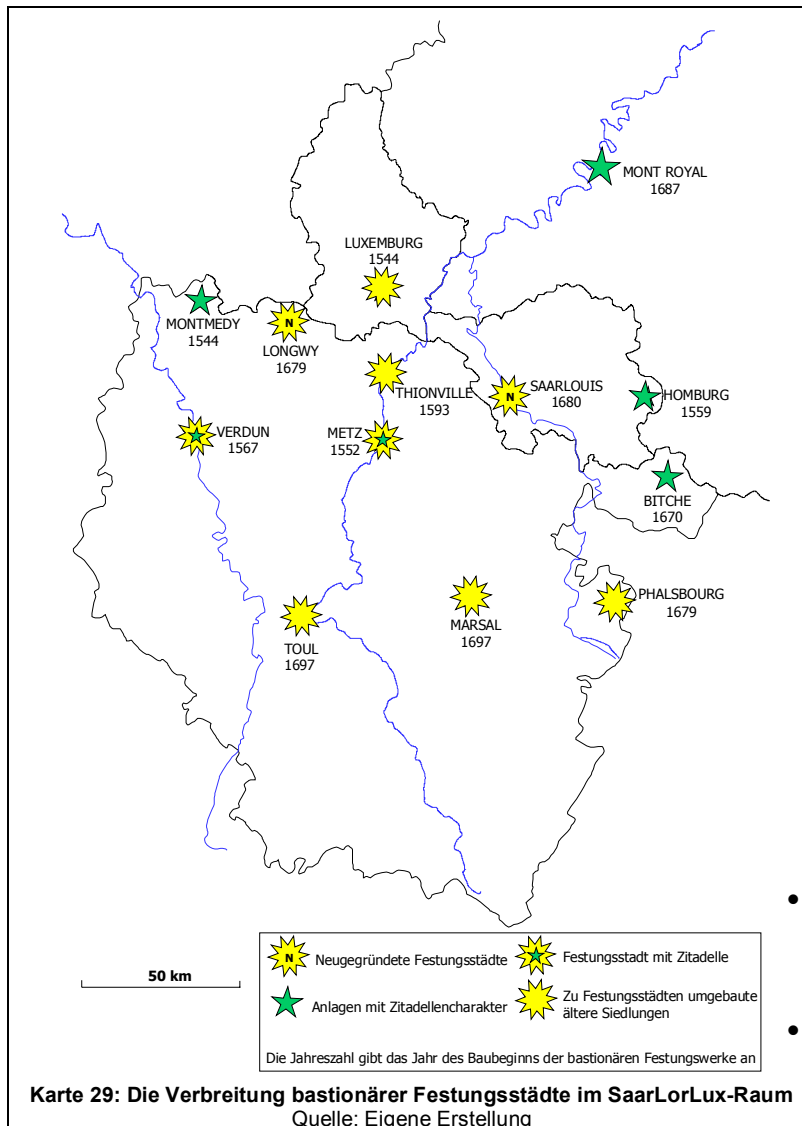 MONT ROYAL
1687
LUXEMBURG
1544
MONTMEDY
1544
N
LONGWY
1679
THIONVILLE
1593
N
SAARLOUIS
1680
HOMBURG
1559
VERDUN
1567
METZ
1552
BITCHE
1670
MARSAL
1697
PHALSBOURG
1679
TOUL
1697
50 km
N Neugegründete Festungsstädte
Festungsstadt mit Zitadelle
Anlagen mit Zitadellencharakter
Zu Festungsstädten umgebaute
ältere Siedlungen
Die Jahreszahl gibt das Jahr des Baubeginns der bastionären Festungswerke an
Karte 29: Die Verbreitung bastionärer Festungsstädte im SaarLorLux-Raum
Quelle: Eigene Erstellung